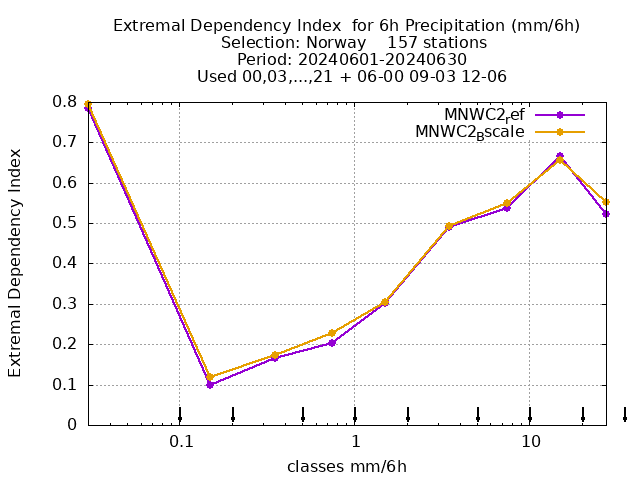 Extremal Dependency Index  for 6h Precipitation (mm/6h)
Selection: Norway    157 stations
Period: 20240601-20240630
Used 00,03,...,21 + 06-00 09-03 12-06
MNWC2_ref
MNWC2_Bscale
0.8
0.7
0.6
0.5
0.4
0.3
0.2
0.1
0
Extremal Dependency Index
0.1 1 10
classes mm/6h